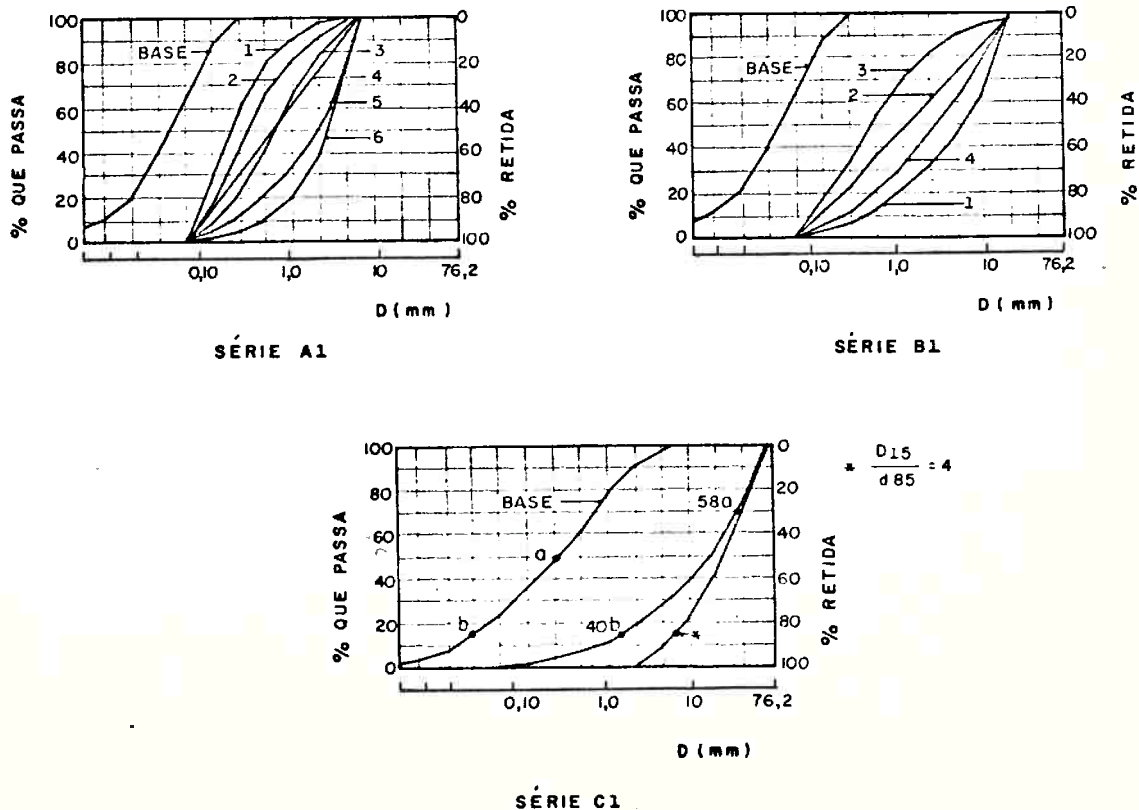 % QUE PASSA
100
80
60
40
20
0
BASE
1
2
3
4
5
6
0
20
40
60
80
100
% RETIDA
0,10
1,0
10
76,2
D (mm)
SÉRIE A1
% QUE PASSA
100
80
60
40
20
0
BASE
3
2
4
1
0
20
40
60
80
100
% RETIDA
0,10
1,0
10
76,2
D (mm)
SÉRIE B1
% QUE PASSA
100
80
60
40
20
0
BASE
a
b
58a
40b
*
0
20
40
60
80
100
% RETIDA
* D15 / d85 = 4
0,10
1,0
10
76,2
D (mm)
SÉRIE C1